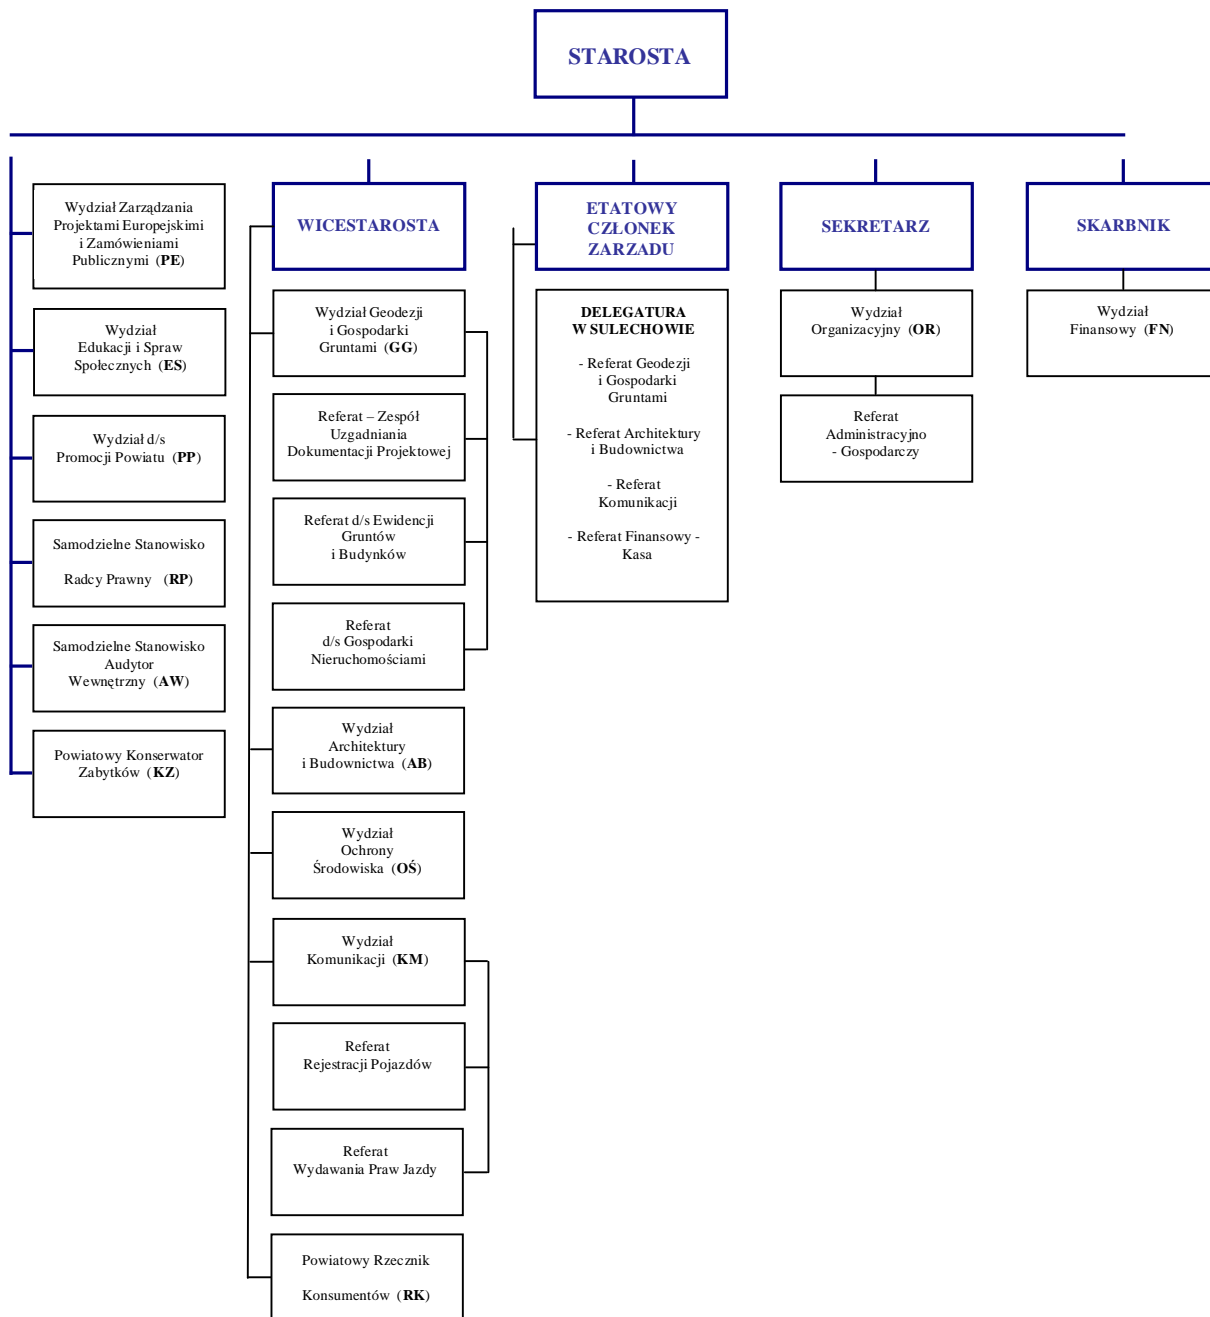 STAROSTA
Wydział Zarządzania
Projektami Europejskimi
i Zamówieniami
Publicznymi (PE)
Wydział
Edukacji i Spraw
Społecznych (ES)
Wydział d/s
Promocji Powiatu (PP)
Samodzielne Stanowisko
Radcy Prawny (RP)
Samodzielne Stanowisko
Audytor
Wewnętrzny (AW)
Powiatowy Konserwator
Zabytków (KZ)
WICESTAROSTA
Wydział Geodezji
i Gospodarki
Gruntami (GG)
Referat – Zespół
Uzgadniania
Dokumentacji Projektowej
Referat d/s Ewidencji
Gruntów
i Budynków
Referat
d/s Gospodarki
Nieruchomościami
Wydział
Architektury
i Budownictwa (AB)
Wydział
Ochrony
Środowiska (OŚ)
Wydział
Komunikacji (KM)
Referat
Rejestracji Pojazdów
Referat
Wydawania Praw Jazdy
Powiatowy Rzecznik
Konsumentów (RK)
ETATOWY
CZŁONEK
ZARZADU
DELEGATURA
W SULECHOWIE
- Referat Geodezji
i Gospodarki
Gruntami
- Referat Architektury
i Budownictwa
- Referat
Komunikacji
- Referat Finansowy -
Kasa
SEKRETARZ
Wydział
Organizacyjny (OR)
Referat
Administracyjno
- Gospodarczy
SKARBNIK
Wydział
Finansowy (FN)